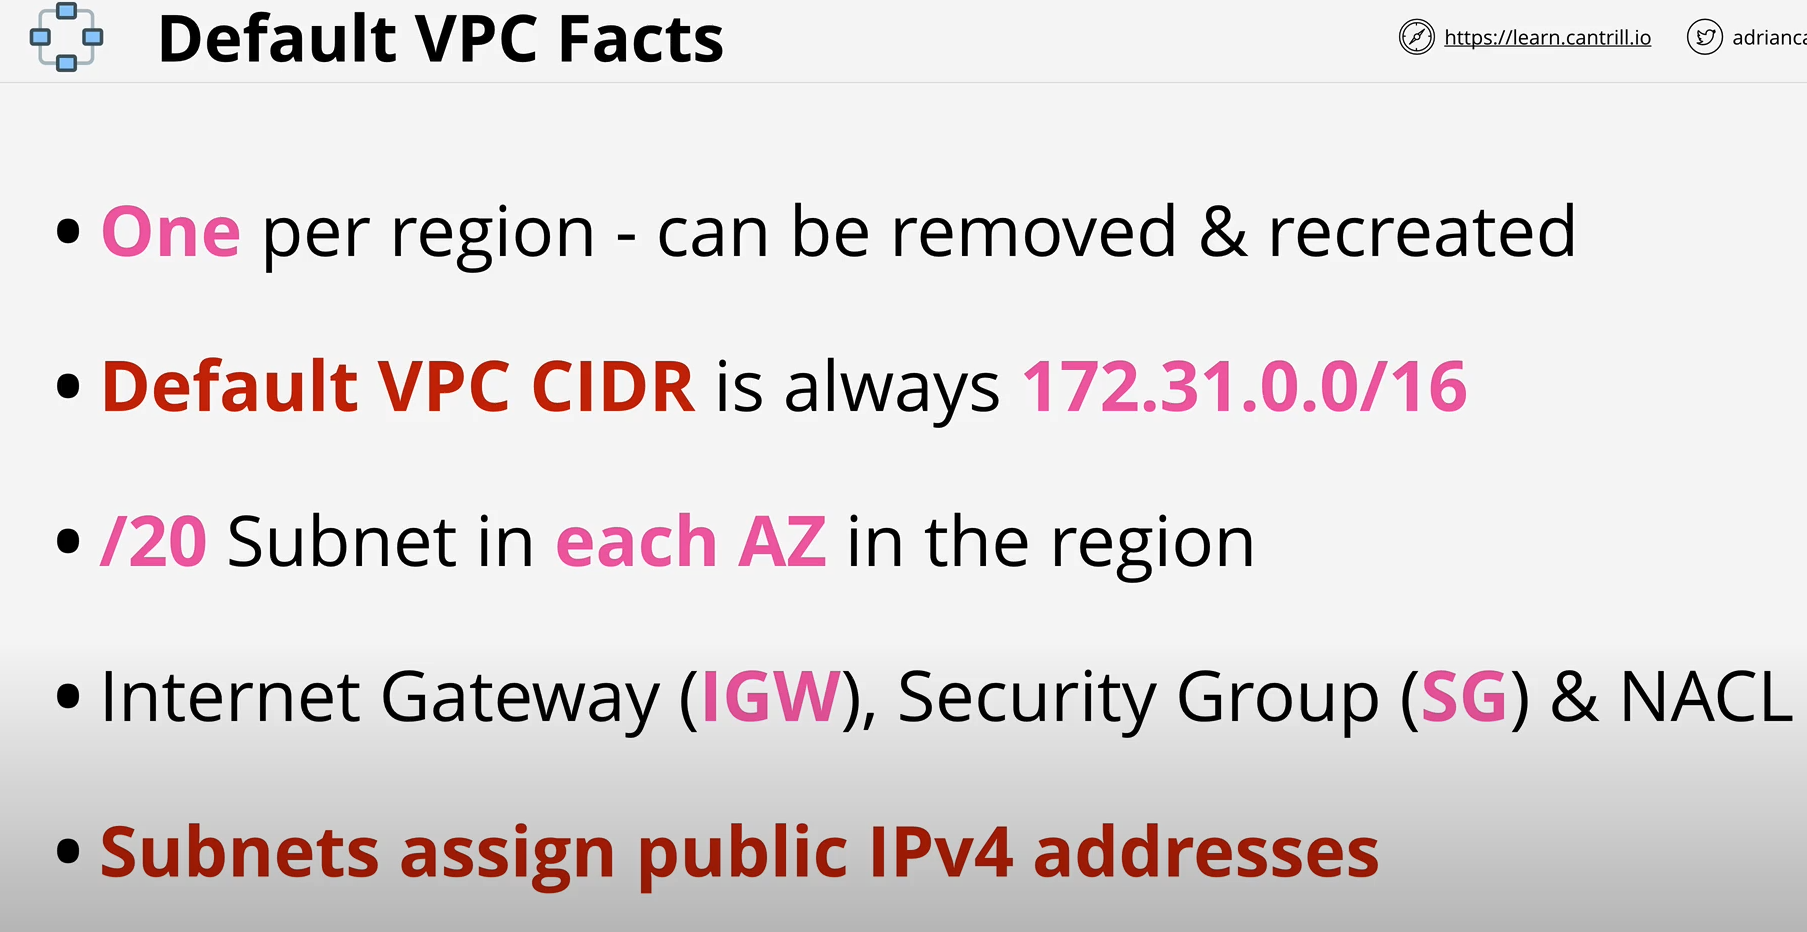 Default VPC Facts
https://learn.cantrill.io
adrianca
• One per region - can be removed & recreated
• Default VPC CIDR is always 172.31.0.0/16
• /20 Subnet in each AZ in the region
• Internet Gateway (IGW), Security Group (SG) & NACL
• Subnets assign public IPv4 addresses